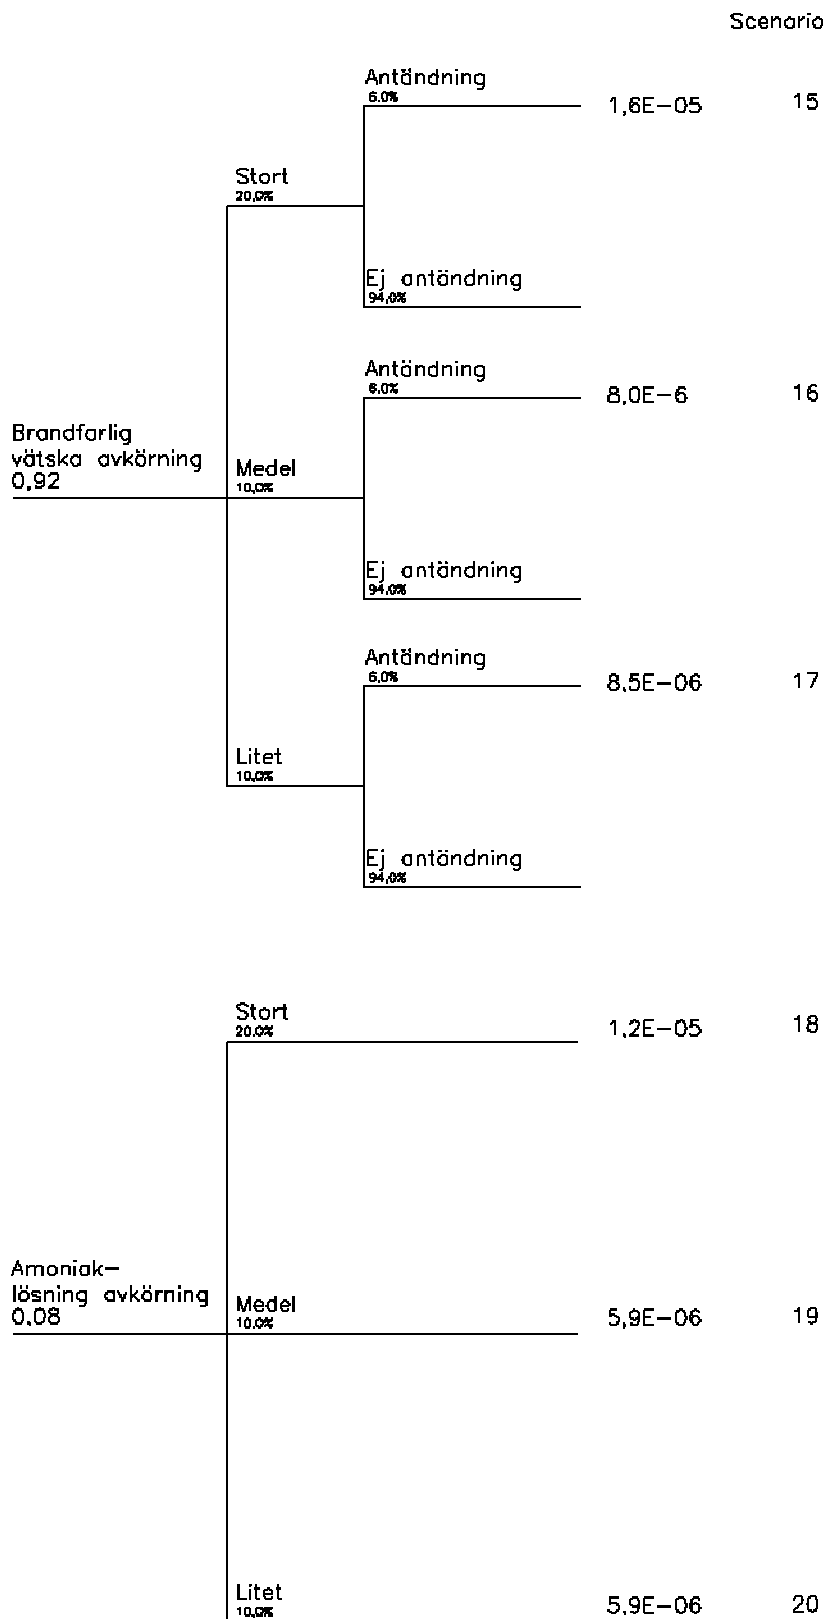 Scenario
Antändning
6.0%
1,6E-05 15
Stort
20,0%
Ej antändning
94,0%
Antändning
6,0%
8,0E-6 16
Brandfarlig
vätska avkörning
0,92
Medel
10,0%
Ej antändning
94,0%
Antändning
6,0%
8,5E-06 17
Litet
10,0%
Ej antändning
94,0%
Stort
20,0%
1,2E-05 18
Amoniak-
lösning avkörning
0,08
Medel
10,0%
5,9E-06 19
Litet
10,0%
5,9E-06 20